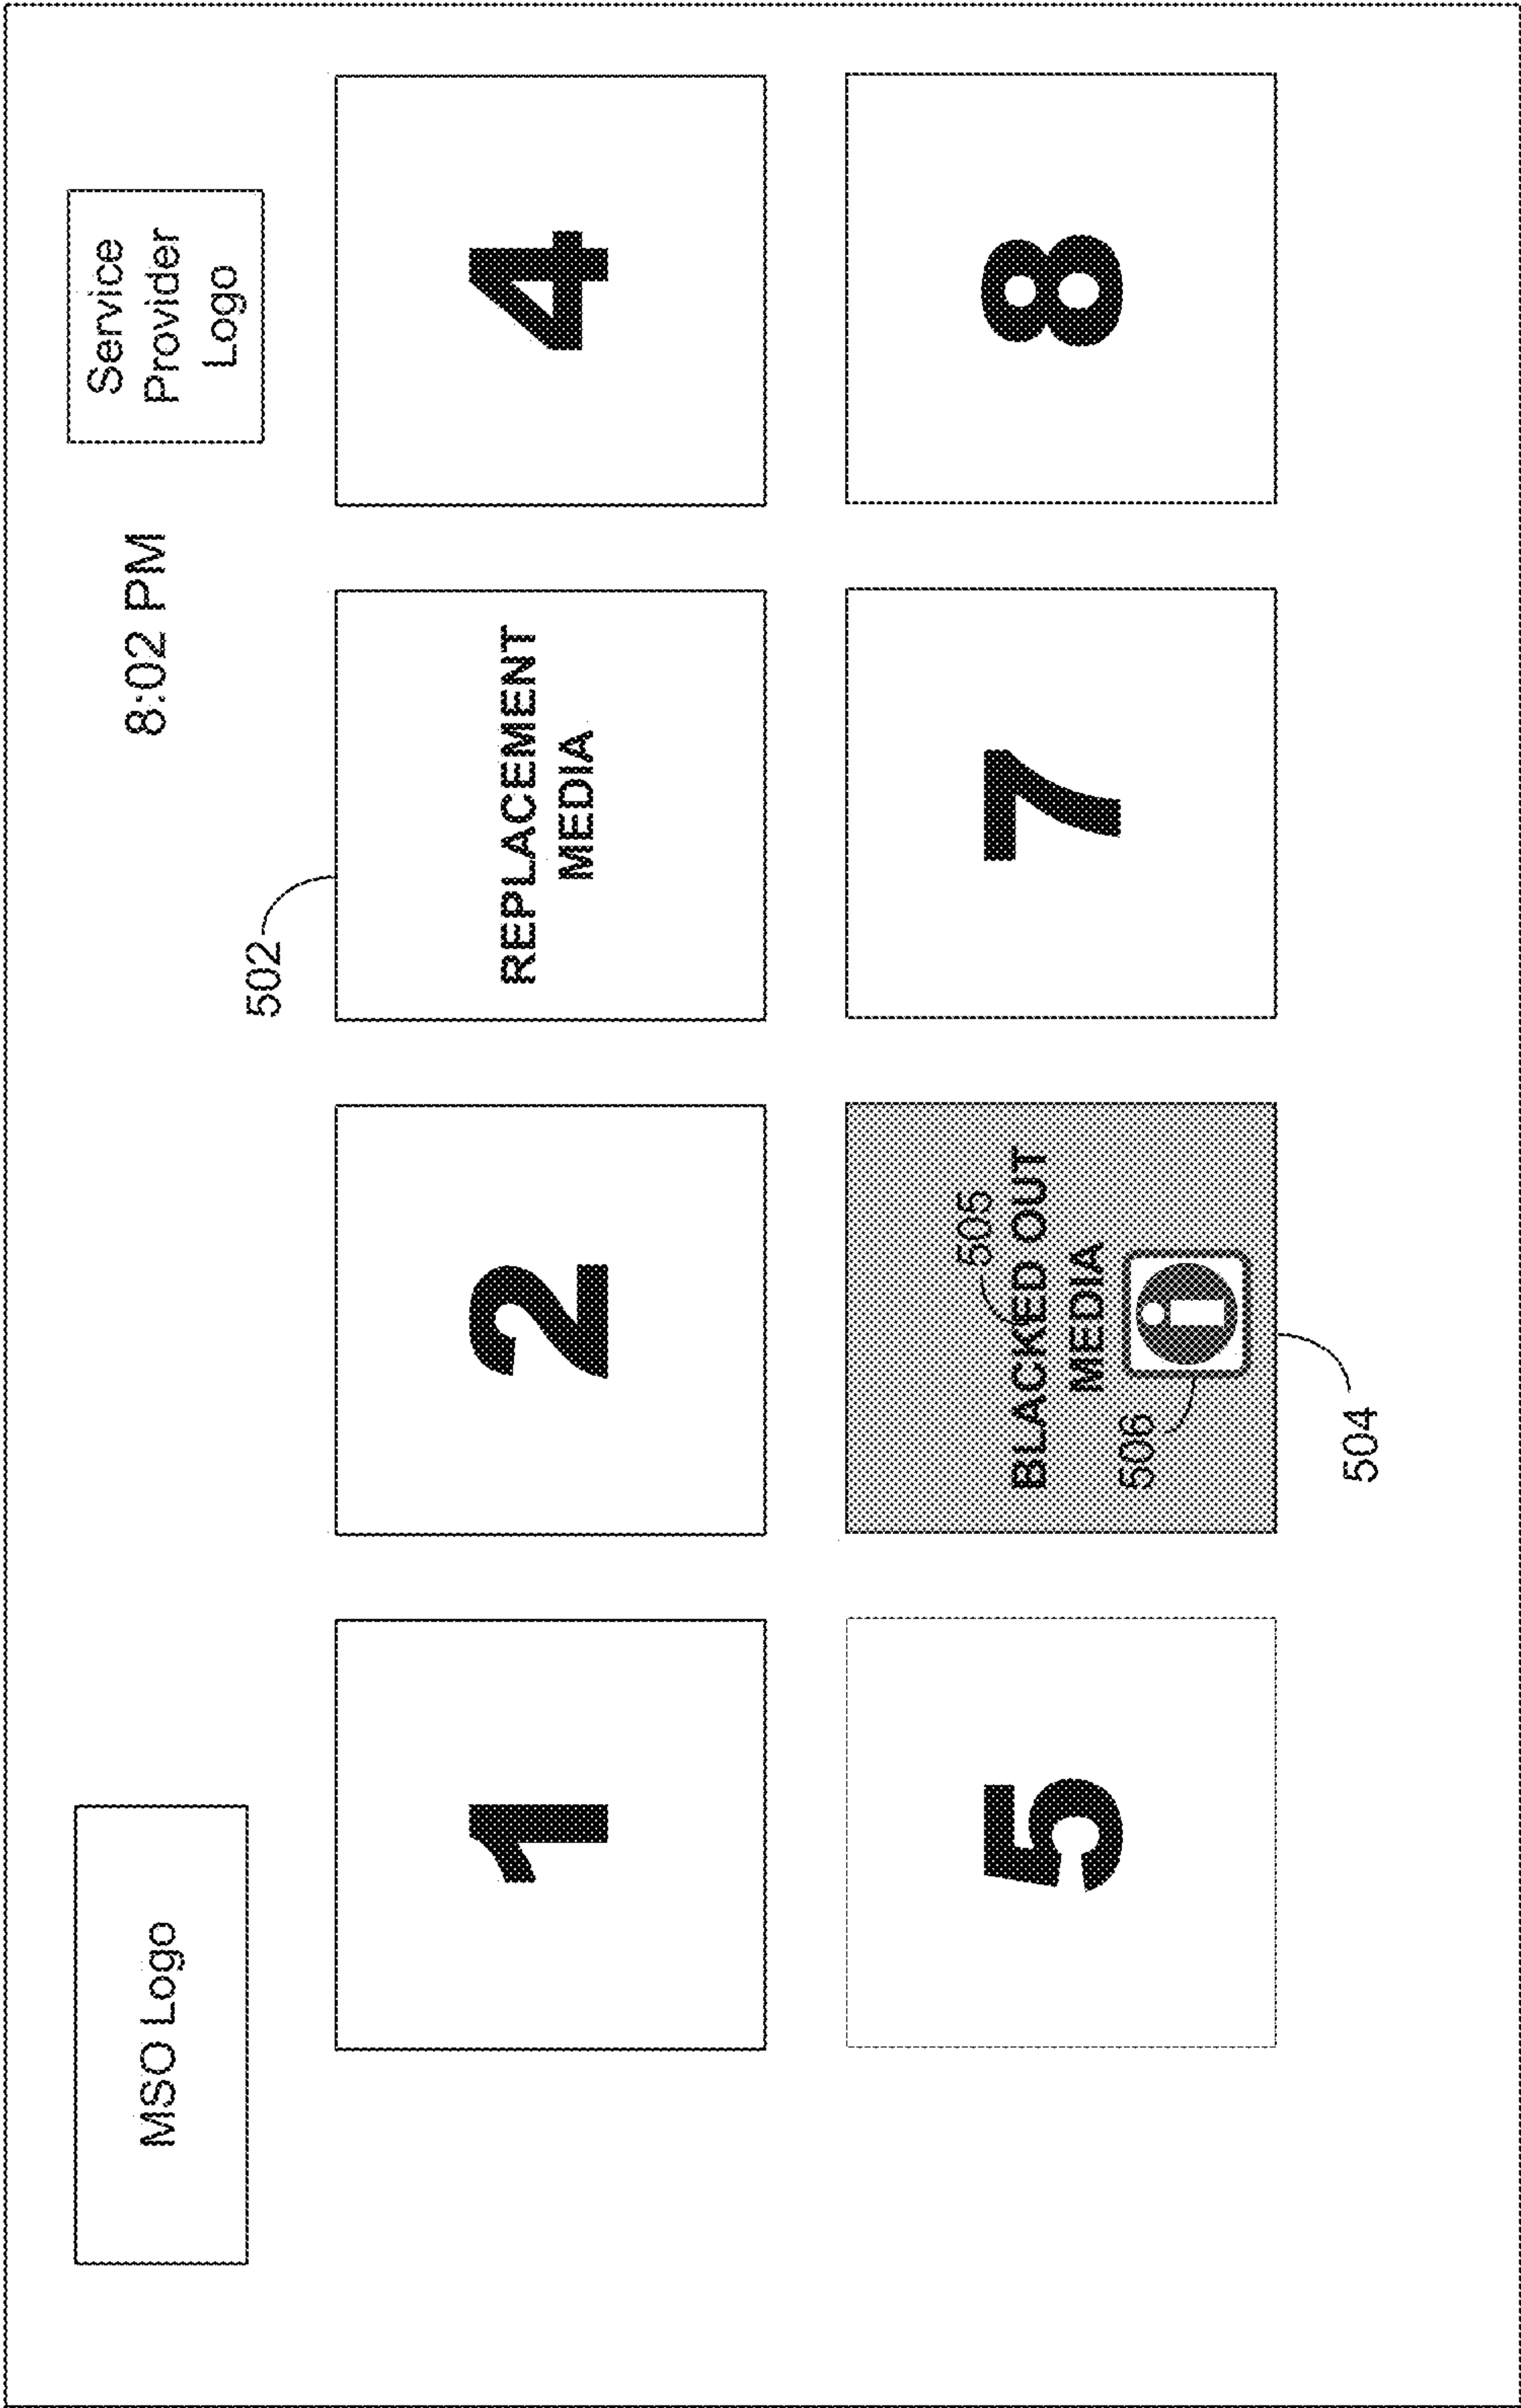 MSO Logo
8:02 PM
Service
Provider
Logo
502
1
2
REPLACEMENT
MEDIA
4
5
505
BLACKED OUT
MEDIA
506
i
504
7
8